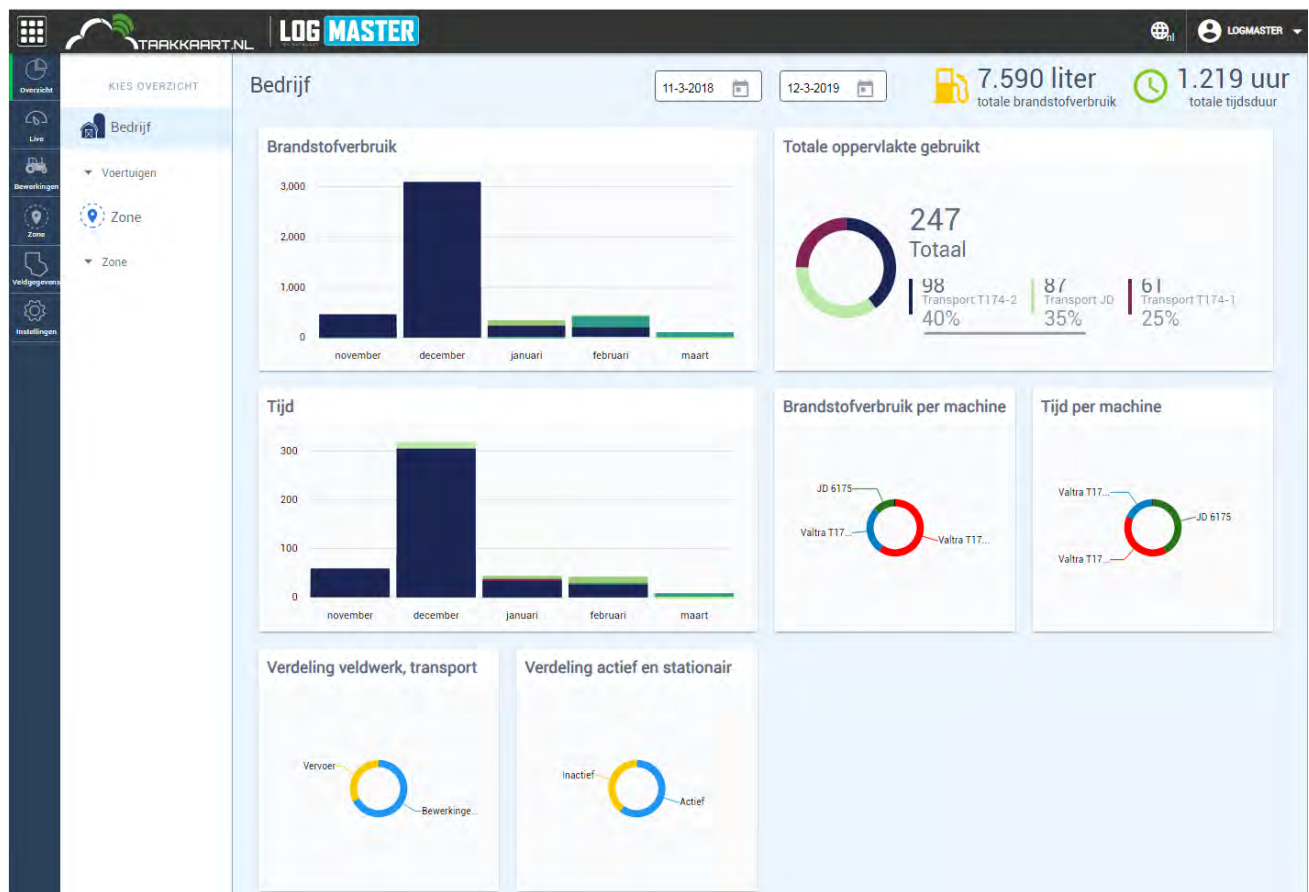 TAAKKAART.NL
LOG MASTER
nl
LOGMASTER
Overzicht
Live
Bewerkingen
Zone
Veldgegevens
Instellingen
KIES OVERZICHT
Bedrijf
Voertuigen
Zone
Zone
Bedrijf
11-3-2018
12-3-2019
7.590 liter
totale brandstofverbruik
1.219 uur
totale tijdsduur
Brandstofverbruik
3,000
2,000
1,000
0
november december januari februari maart
Totale oppervlakte gebruikt
247
Totaal
98 87 61
Transport T174-2 Transport JD Transport T174-1
40% 35% 25%
Tijd
300
200
100
0
november december januari februari maart
Brandstofverbruik per machine
JD 6175
Valtra T17...
Valtra T17...
Tijd per machine
Valtra T17...
JD 6175
Valtra T17...
Verdeling veldwerk, transport
Vervoer
Bewerkinge...
Verdeling actief en stationair
Inactief
Actief